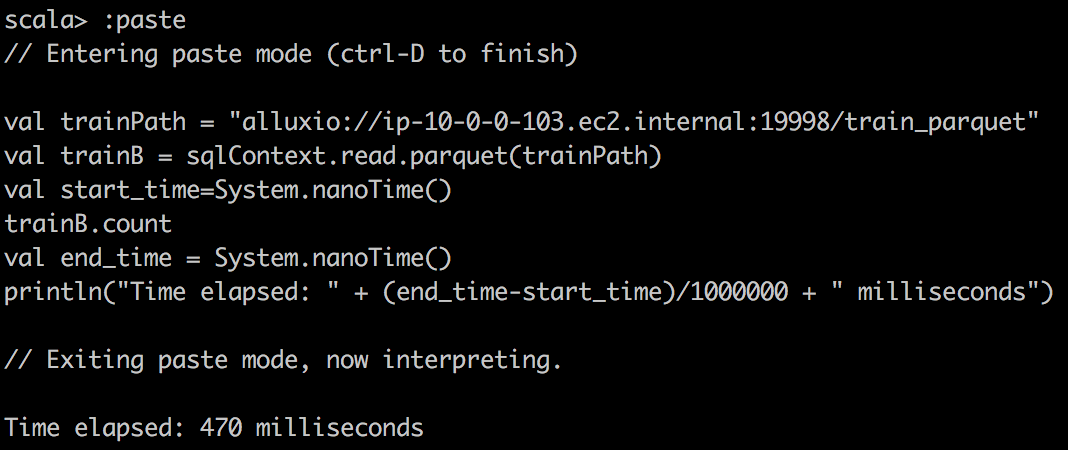 scala> :paste
// Entering paste mode (ctrl-D to finish)
val trainPath = "alluxio://ip-10-0-0-103.ec2.internal:19998/train_parquet"
val trainB = sqlContext.read.parquet(trainPath)
val start_time=System.nanoTime()
trainB.count
val end_time = System.nanoTime()
println("Time elapsed: " + (end_time-start_time)/1000000 + " milliseconds")
// Exiting paste mode, now interpreting.
Time elapsed: 470 milliseconds